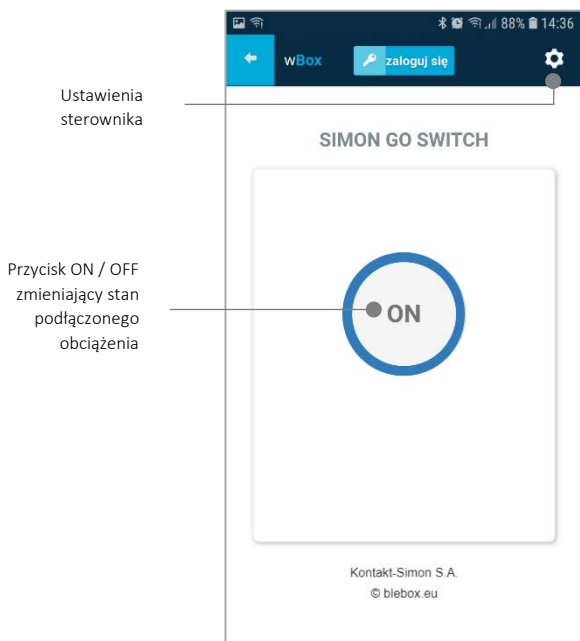 88% 14:36
wBox zaloguj się
Ustawienia
sterownika
SIMON GO SWITCH
Przycisk ON / OFF
zmieniający stan
podłączonego
obciążenia
ON
Kontakt-Simon S.A.
© blebox.eu